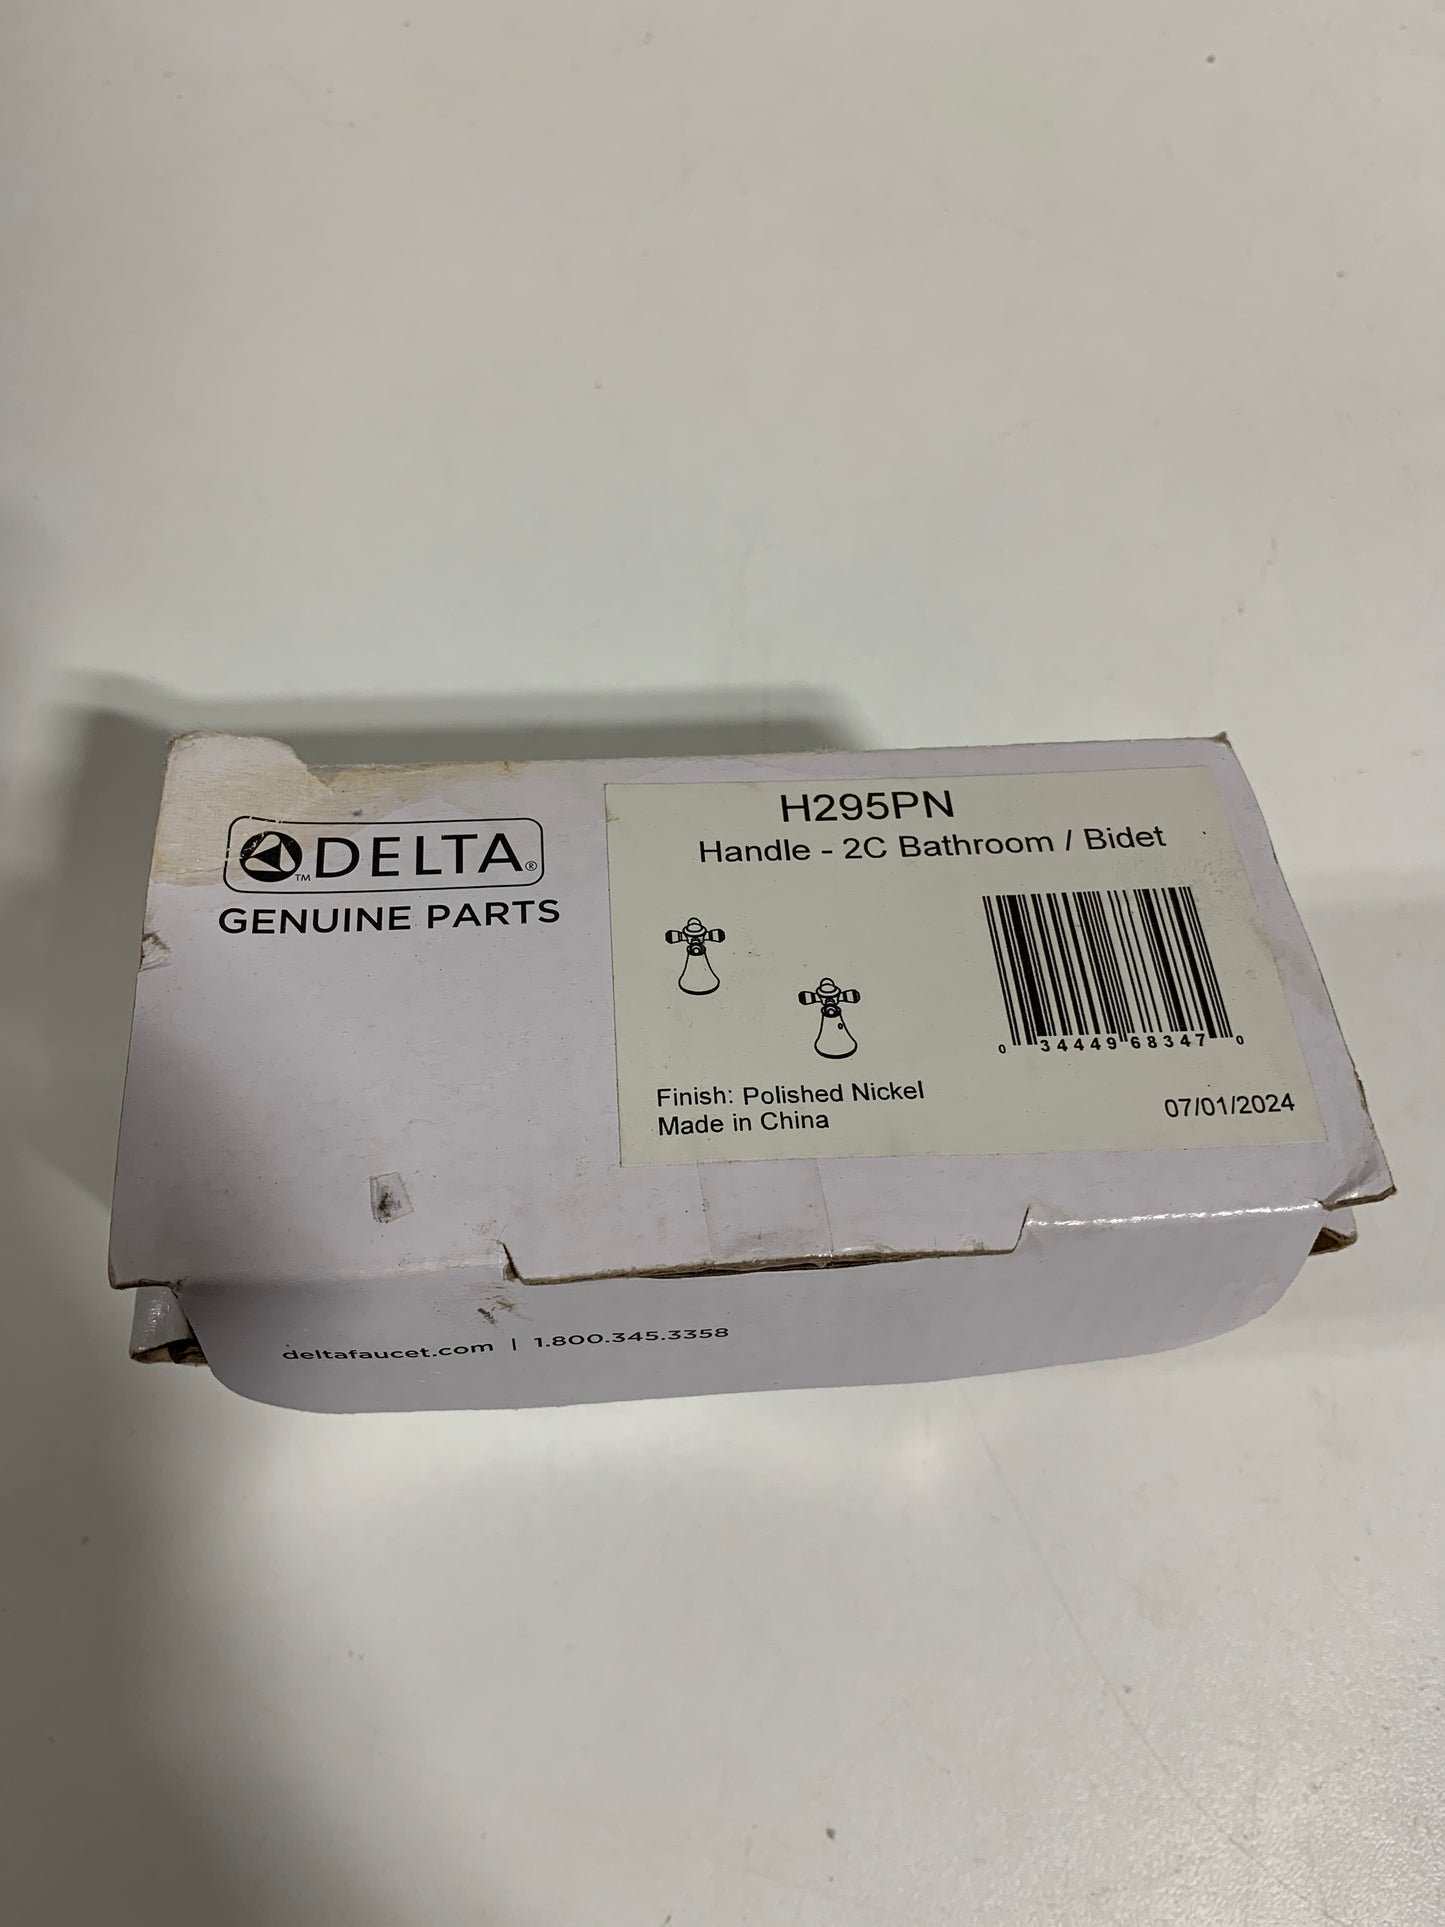 ™DELTA®
GENUINE PARTS
H295PN
Handle - 2C Bathroom / Bidet
0 34449 68347 0
Finish: Polished Nickel
Made in China
07/01/2024
deltafaucet.com | 1.800.345.3358